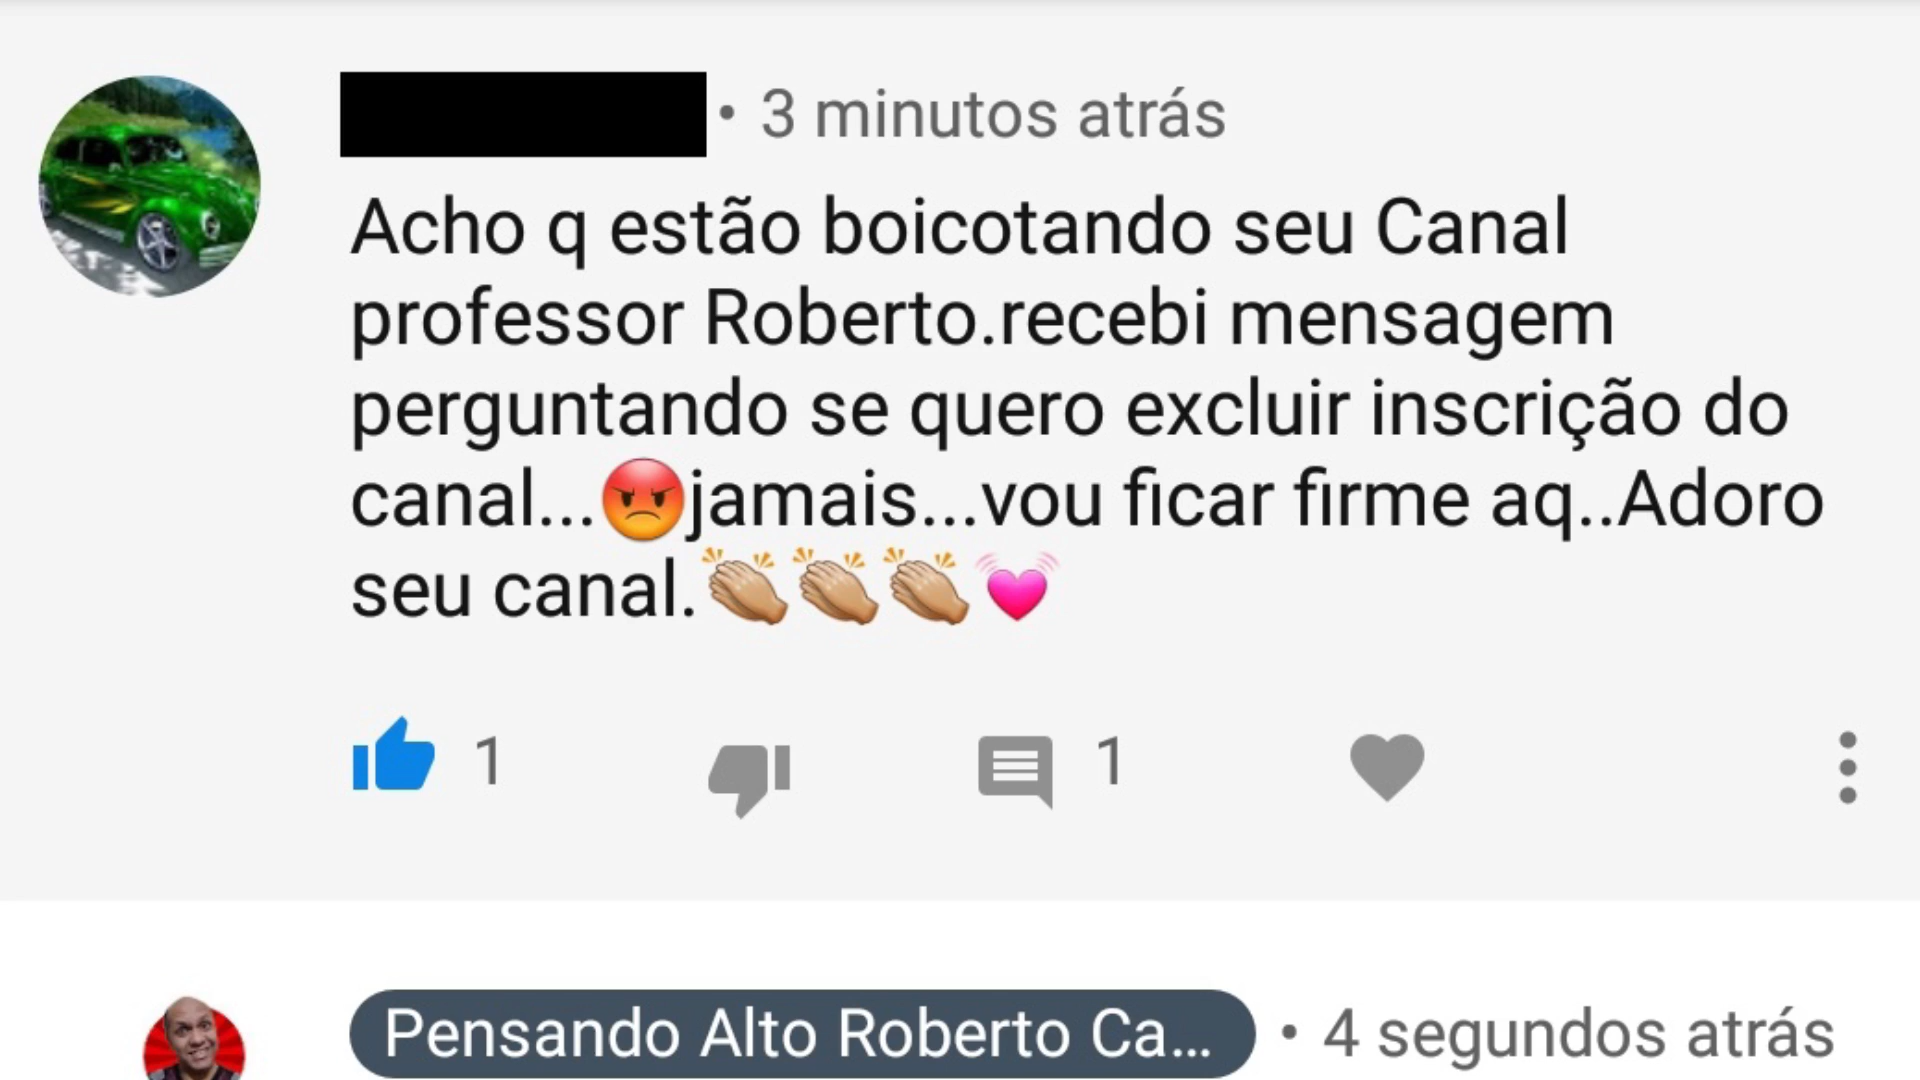 • 3 minutos atrás
Acho q estão boicotando seu Canal
professor Roberto.recebi mensagem
perguntando se quero excluir inscrição do
canal...😡jamais...vou ficar firme aq..Adoro
seu canal.👏🏼👏🏼👏🏼💓
1 1
Pensando Alto Roberto Ca... • 4 segundos atrás